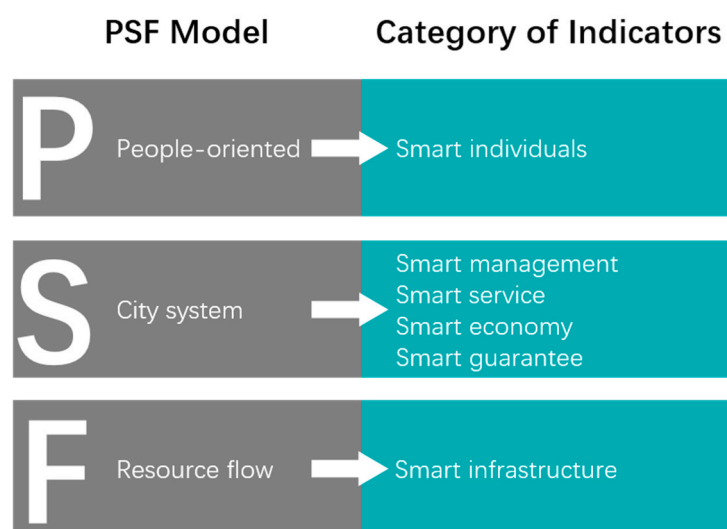 PSF Model
Category of Indicators
P
People-oriented
Smart individuals
S
City system
Smart management
Smart service
Smart economy
Smart guarantee
F
Resource flow
Smart infrastructure